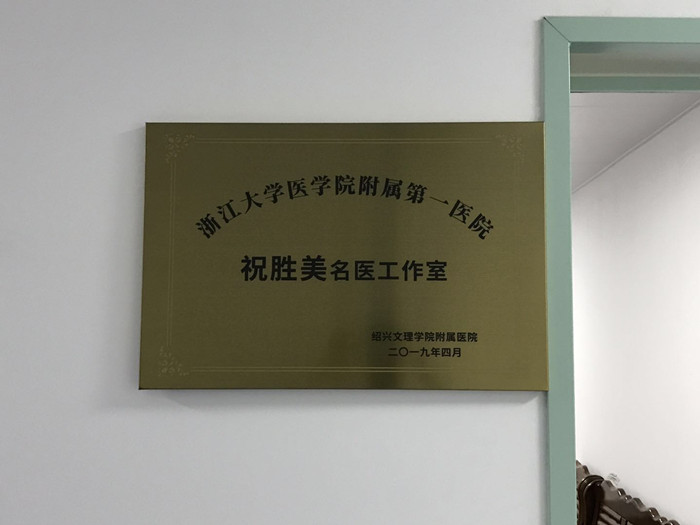 浙江大学医学院附属第一医院
祝胜美名医工作室
绍兴文理学院附属医院
二〇一九年四月